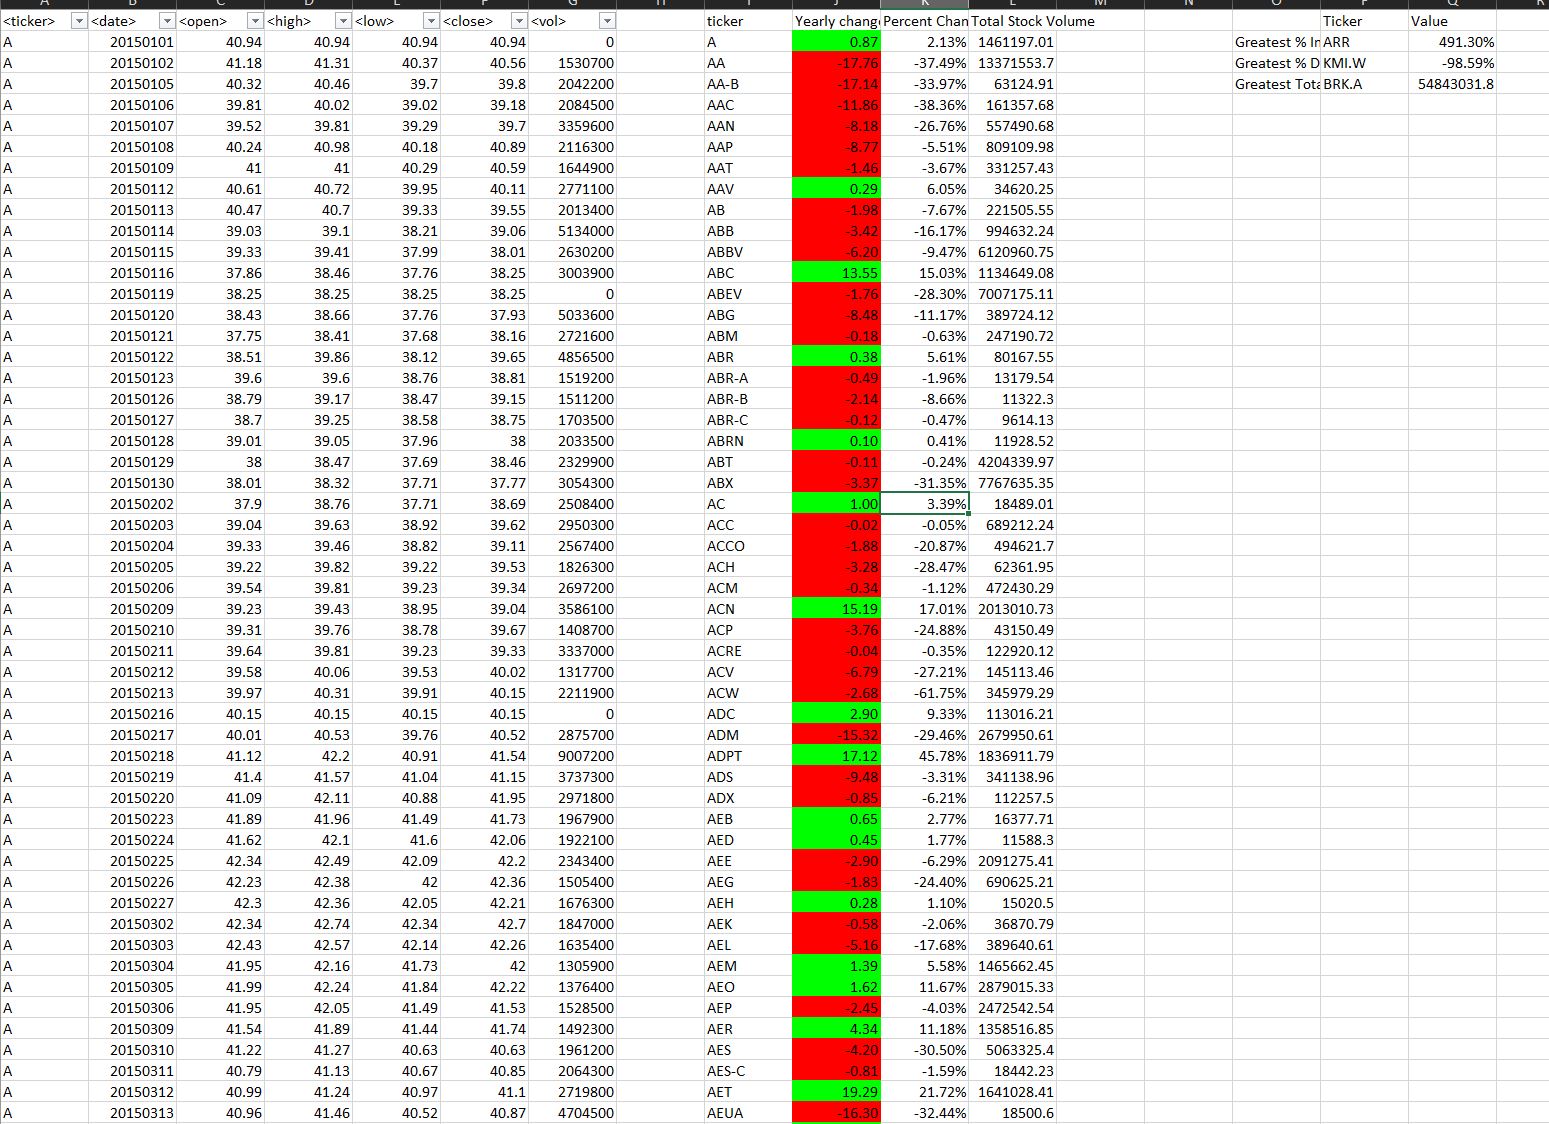 <ticker> <date> <open> <high> <low> <close> <vol> ticker Yearly chang Percent Chan Total Stock Volume Ticker Value
A 20150101 40.94 40.94 40.94 40.94 0 A 0.87 2.13% 1461197.01 Greatest % In ARR 491.30%
A 20150102 41.18 41.31 40.37 40.56 1530700 AA -17.76 -37.49% 13371553.7 Greatest % D KMI.W -98.59%
A 20150105 40.32 40.46 39.7 39.8 2042200 AA-B -17.14 -33.97% 63124.91 Greatest Tota BRK.A 54843031.8
A 20150106 39.81 40.02 39.02 39.18 2084500 AAC -11.86 -38.36% 161357.68
A 20150107 39.52 39.81 39.29 39.7 3359600 AAN -8.18 -26.76% 557490.68
A 20150108 40.24 40.98 40.18 40.89 2116300 AAP -8.77 -5.51% 809109.98
A 20150109 41 41 40.29 40.59 1644900 AAT -1.46 -3.67% 331257.43
A 20150112 40.61 40.72 39.95 40.11 2771100 AAV 0.29 6.05% 34620.25
A 20150113 40.47 40.7 39.33 39.55 2013400 AB -1.98 -7.67% 221505.55
A 20150114 39.03 39.1 38.21 39.06 5134000 ABB -3.42 -16.17% 994632.24
A 20150115 39.33 39.41 37.99 38.01 2630200 ABBV -6.20 -9.47% 6120960.75
A 20150116 37.86 38.46 37.76 38.25 3003900 ABC 13.55 15.03% 1134649.08
A 20150119 38.25 38.25 38.25 38.25 0 ABEV -1.76 -28.30% 7007175.11
A 20150120 38.43 38.66 37.76 37.93 5033600 ABG -8.48 -11.17% 389724.12
A 20150121 37.75 38.41 37.68 38.16 2721600 ABM -0.18 -0.63% 247190.72
A 20150122 38.51 39.86 38.12 39.65 4856500 ABR 0.38 5.61% 80167.55
A 20150123 39.6 39.6 38.76 38.81 1519200 ABR-A -0.49 -1.96% 13179.54
A 20150126 38.79 39.17 38.47 39.15 1511200 ABR-B -2.14 -8.66% 11322.3
A 20150127 38.7 39.25 38.58 38.75 1703500 ABR-C -0.12 -0.47% 9614.13
A 20150128 39.01 39.05 37.96 38 2033500 ABRN 0.10 0.41% 11928.52
A 20150129 38 38.47 37.69 38.46 2329900 ABT -0.11 -0.24% 4204339.97
A 20150130 38.01 38.32 37.71 37.77 3054300 ABX -3.37 -31.35% 7767635.35
A 20150202 37.9 38.76 37.71 38.69 2508400 AC 1.00 3.39% 18489.01
A 20150203 39.04 39.63 38.92 39.62 2950300 ACC -0.02 -0.05% 689212.24
A 20150204 39.33 39.46 38.82 39.11 2567400 ACCO -1.88 -20.87% 494621.7
A 20150205 39.22 39.82 39.22 39.53 1826300 ACH -3.28 -28.47% 62361.95
A 20150206 39.54 39.81 39.23 39.34 2697200 ACM -0.34 -1.12% 472430.29
A 20150209 39.23 39.43 38.95 39.04 3586100 ACN 15.19 17.01% 2013010.73
A 20150210 39.31 39.76 38.78 39.67 1408700 ACP -3.76 -24.88% 43150.49
A 20150211 39.64 39.81 39.23 39.33 3337000 ACRE -0.04 -0.35% 122920.12
A 20150212 39.58 40.06 39.53 40.02 1317700 ACV -6.79 -27.21% 145113.46
A 20150213 39.97 40.31 39.91 40.15 2211900 ACW -2.68 -61.75% 345979.29
A 20150216 40.15 40.15 40.15 40.15 0 ADC 2.90 9.33% 113016.21
A 20150217 40.01 40.53 39.76 40.52 2875700 ADM -15.32 -29.46% 2679950.61
A 20150218 41.12 42.2 40.91 41.54 9007200 ADPT 17.12 45.78% 1836911.79
A 20150219 41.4 41.57 41.04 41.15 3737300 ADS -9.48 -3.31% 341138.96
A 20150220 41.09 42.11 40.88 41.95 2971800 ADX -0.85 -6.21% 112257.5
A 20150223 41.89 41.96 41.49 41.73 1967900 AEB 0.65 2.77% 16377.71
A 20150224 41.62 42.1 41.6 42.06 1922100 AED 0.45 1.77% 11588.3
A 20150225 42.34 42.49 42.09 42.2 2343400 AEE -2.90 -6.29% 2091275.41
A 20150226 42.23 42.38 42 42.36 1505400 AEG -1.83 -24.40% 690625.21
A 20150227 42.3 42.36 42.05 42.21 1676300 AEH 0.28 1.10% 15020.5
A 20150302 42.34 42.74 42.34 42.7 1847000 AEK -0.58 -2.06% 36870.79
A 20150303 42.43 42.57 42.14 42.26 1635400 AEL -5.16 -17.68% 389640.61
A 20150304 41.95 42.16 41.73 42 1305900 AEM 1.39 5.58% 1465662.45
A 20150305 41.99 42.24 41.84 42.22 1376400 AEO 1.62 11.67% 2879015.33
A 20150306 41.95 42.05 41.49 41.53 1528500 AEP -2.45 -4.03% 2472542.54
A 20150309 41.54 41.89 41.44 41.74 1492300 AER 4.34 11.18% 1358516.85
A 20150310 41.22 41.27 40.63 40.63 1961200 AES -4.20 -30.50% 5063325.4
A 20150311 40.79 41.13 40.67 40.85 2064300 AES-C -0.81 -1.59% 18442.23
A 20150312 40.99 41.24 40.97 41.1 2719800 AET 19.29 21.72% 1641028.41
A 20150313 40.96 41.46 40.52 40.87 4704500 AEUA -16.30 -32.44% 18500.6